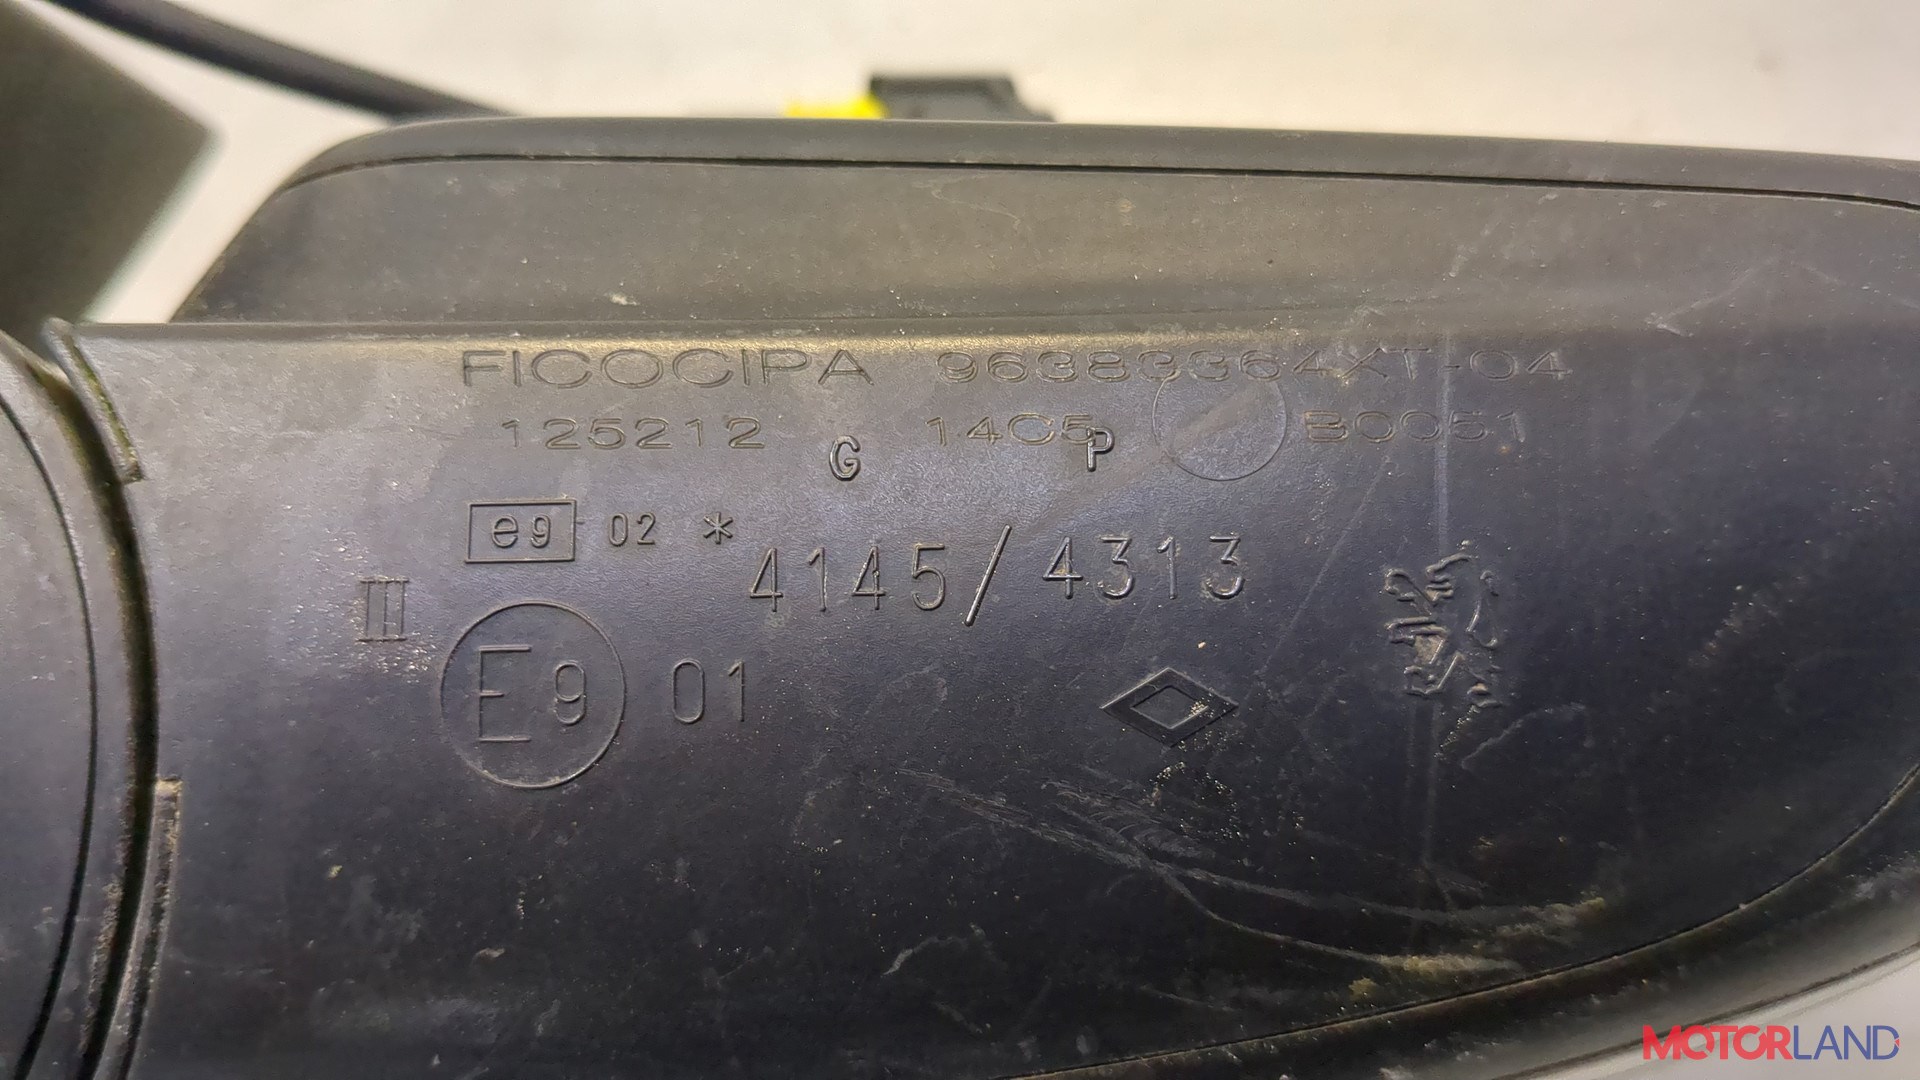 FICOCIPA 96383364XT-04
125212 14C5 B0051
G P
e9 02 *
4145/4313
III
E9 01
MOTORLAND